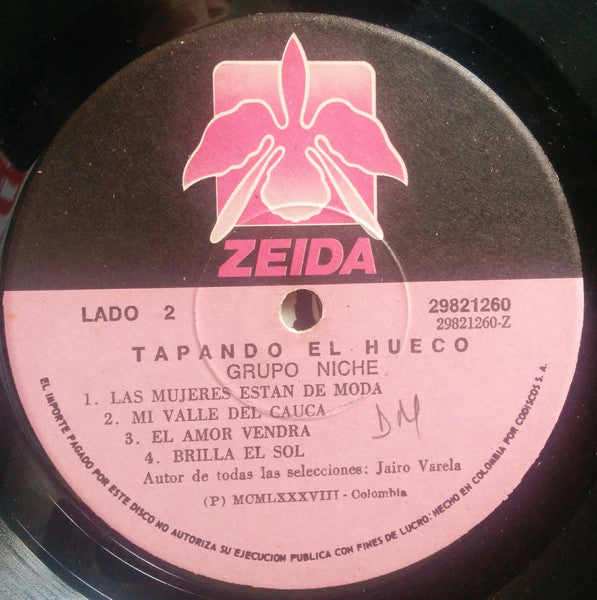 ZEIDA
LADO 2
29821260
29821260-Z
TAPANDO EL HUECO
GRUPO NICHE
1. LAS MUJERES ESTAN DE MODA
2. MI VALLE DEL CAUCA
3. EL AMOR VENDRA
4. BRILLA EL SOL
DM
Autor de todas las selecciones: Jairo Varela
(P) MCMLXXXVIII - Colombia
EL IMPORTE PAGADO POR ESTE DISCO NO AUTORIZA SU EJECUCION PUBLICA CON FINES DE LUCRO: HECHO EN COLOMBIA POR CODISCOS S.A.